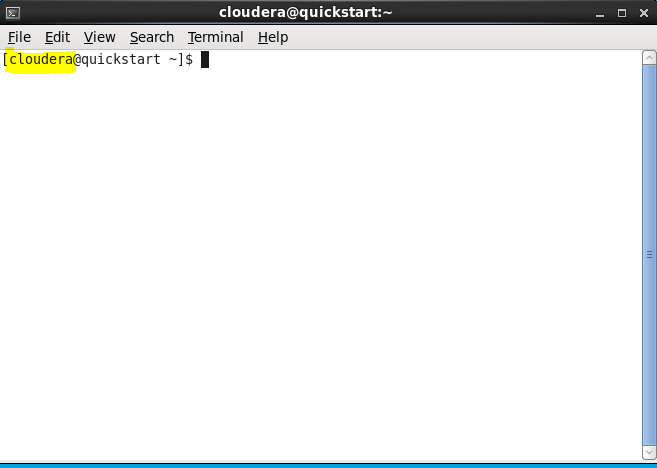 cloudera@quickstart:~
File Edit View Search Terminal Help
[cloudera@quickstart ~]$